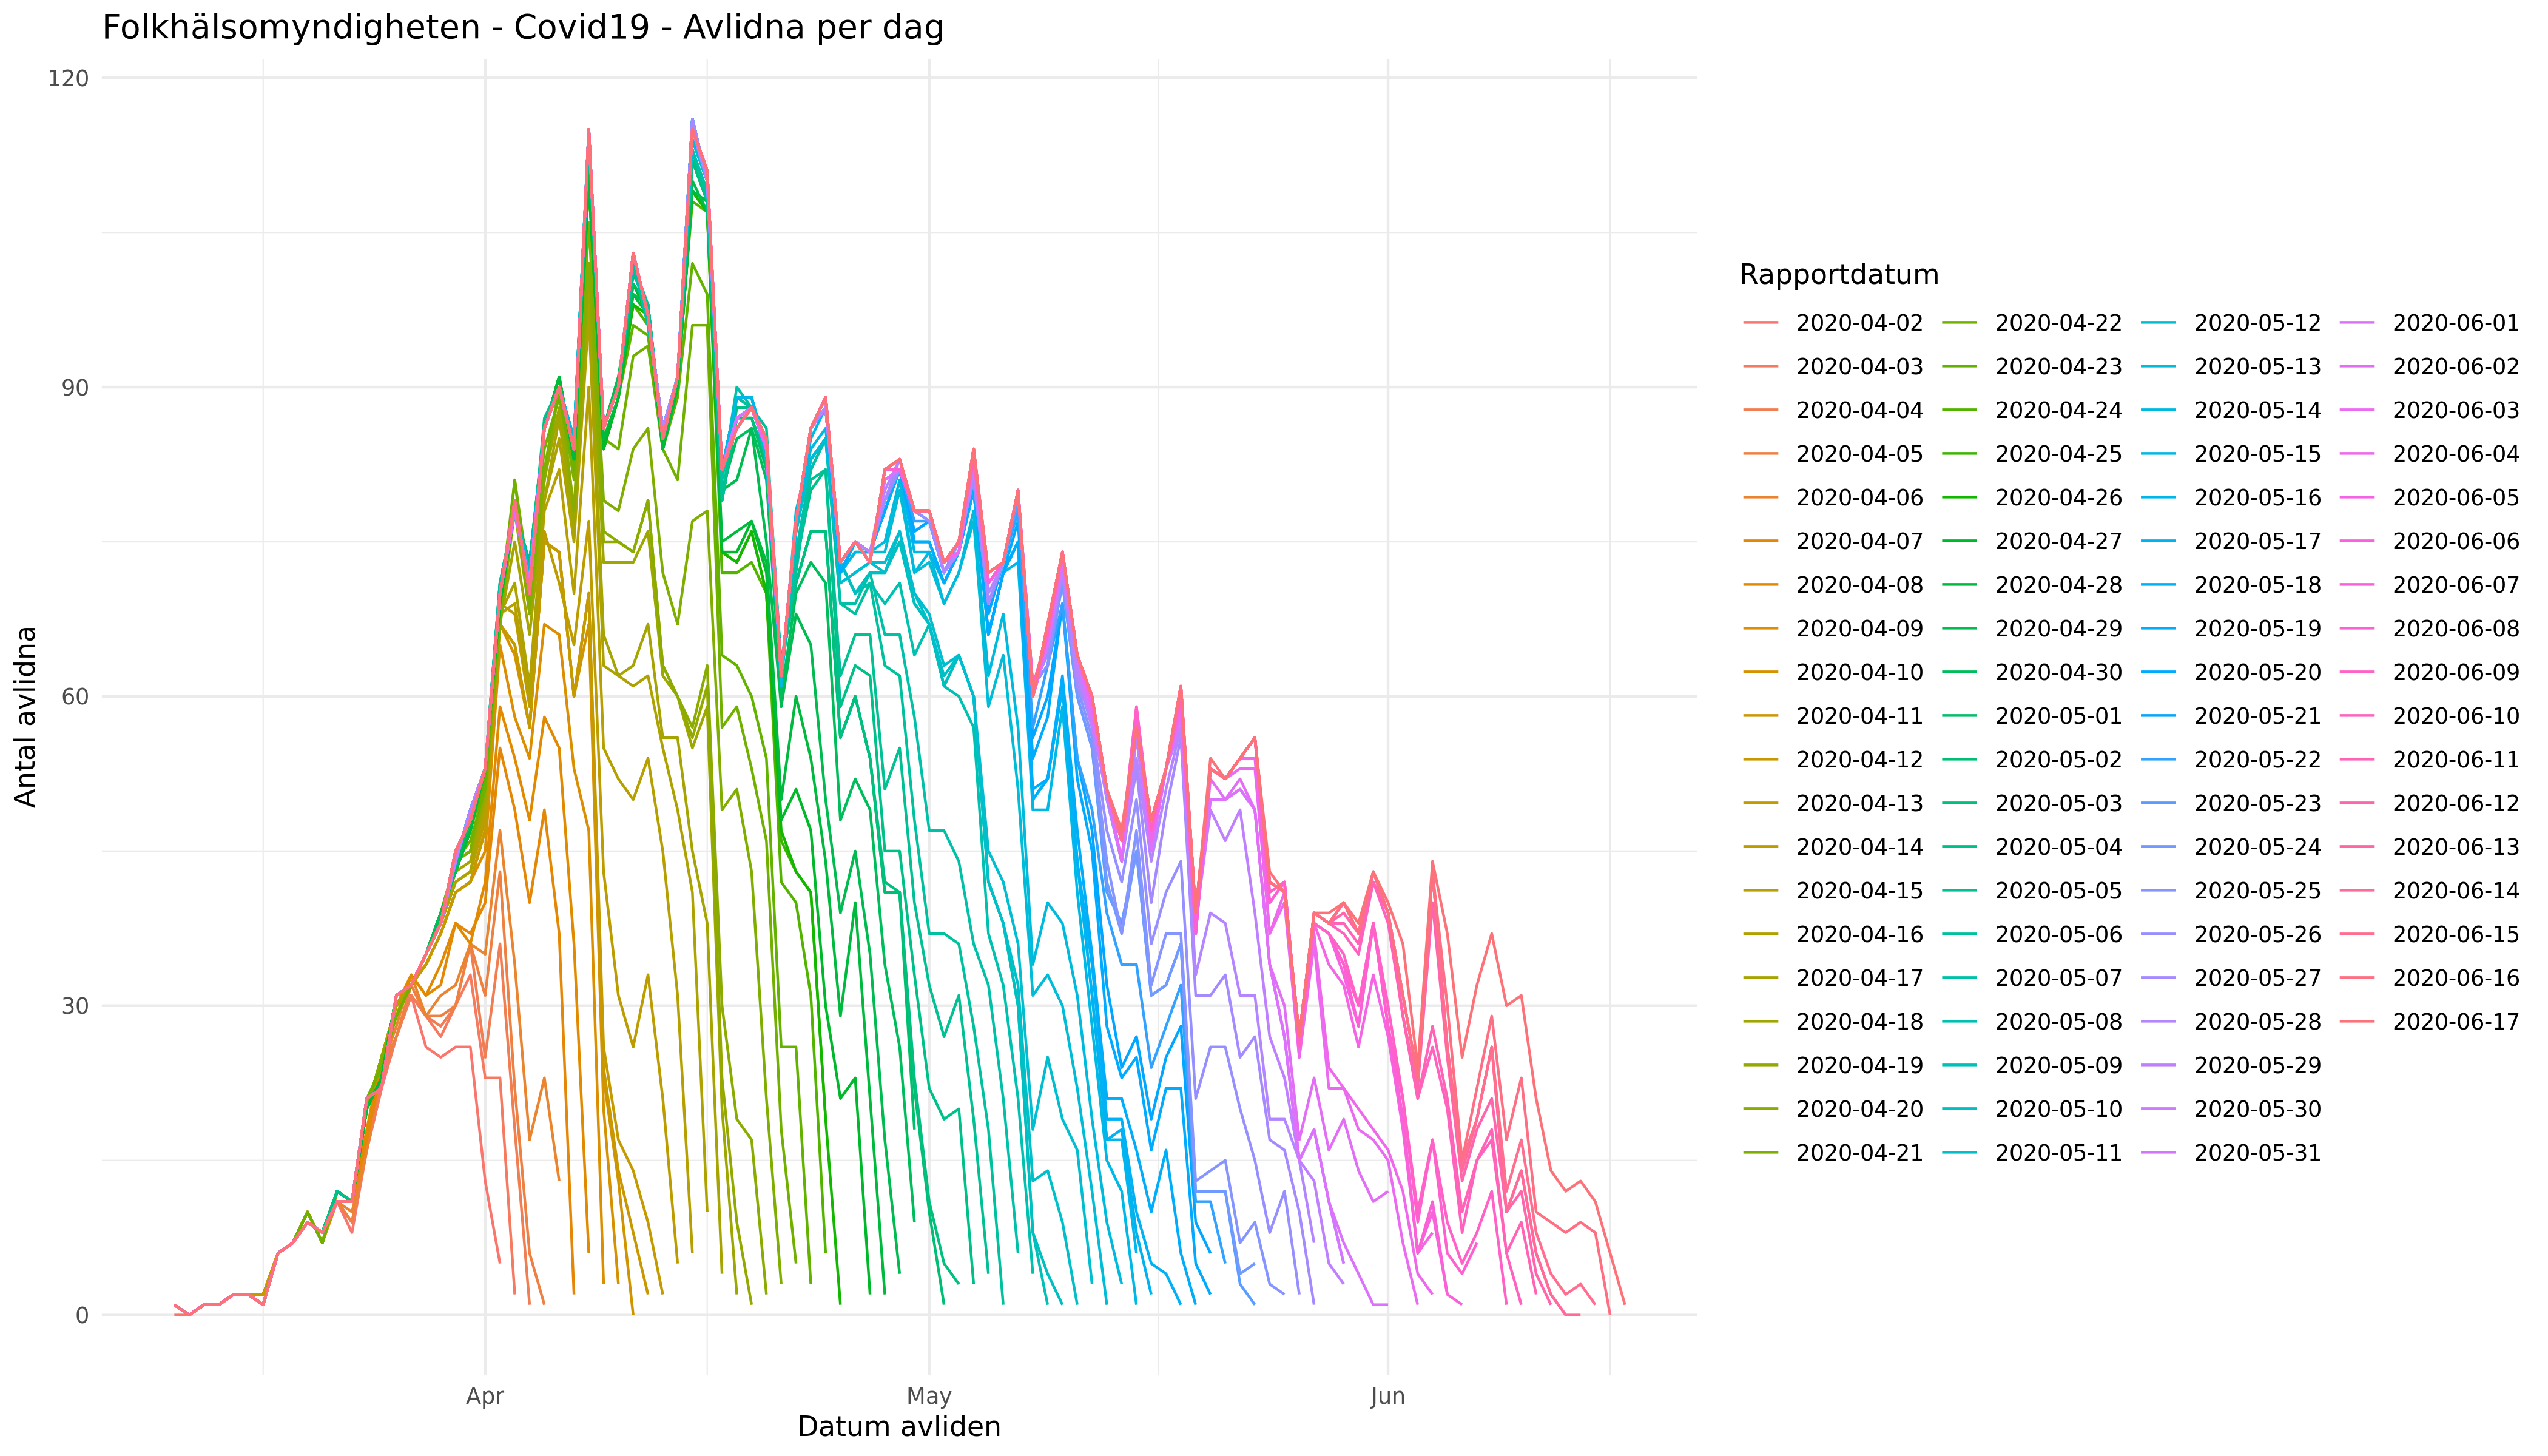 Folkhälsomyndigheten - Covid19 - Avlidna per dag
120
90
60
30
0
Antal avlidna
Apr
May
Jun
Datum avliden
Rapportdatum
2020-04-02 2020-04-22 2020-05-12 2020-06-01
2020-04-03 2020-04-23 2020-05-13 2020-06-02
2020-04-04 2020-04-24 2020-05-14 2020-06-03
2020-04-05 2020-04-25 2020-05-15 2020-06-04
2020-04-06 2020-04-26 2020-05-16 2020-06-05
2020-04-07 2020-04-27 2020-05-17 2020-06-06
2020-04-08 2020-04-28 2020-05-18 2020-06-07
2020-04-09 2020-04-29 2020-05-19 2020-06-08
2020-04-10 2020-04-30 2020-05-20 2020-06-09
2020-04-11 2020-05-01 2020-05-21 2020-06-10
2020-04-12 2020-05-02 2020-05-22 2020-06-11
2020-04-13 2020-05-03 2020-05-23 2020-06-12
2020-04-14 2020-05-04 2020-05-24 2020-06-13
2020-04-15 2020-05-05 2020-05-25 2020-06-14
2020-04-16 2020-05-06 2020-05-26 2020-06-15
2020-04-17 2020-05-07 2020-05-27 2020-06-16
2020-04-18 2020-05-08 2020-05-28 2020-06-17
2020-04-19 2020-05-09 2020-05-29
2020-04-20 2020-05-10 2020-05-30
2020-04-21 2020-05-11 2020-05-31